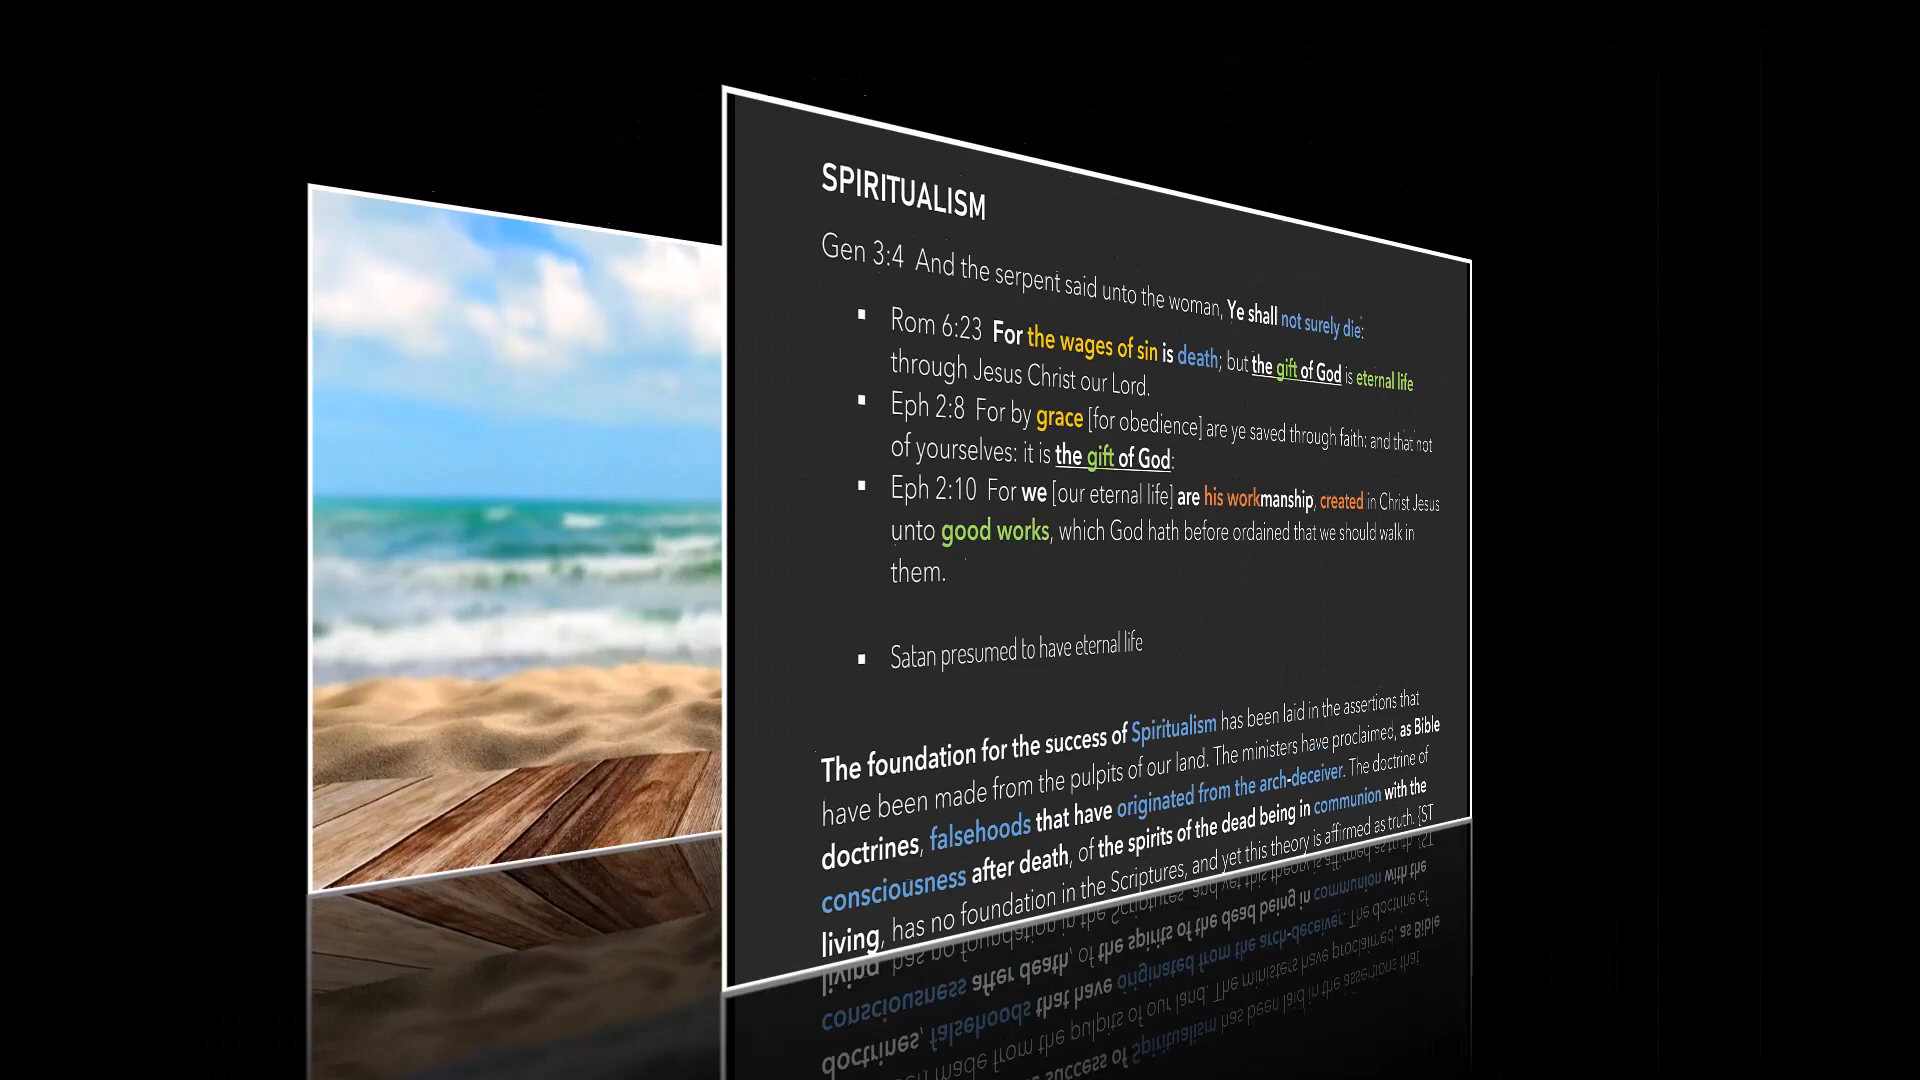 SPIRITUALISM
Gen 3:4 And the serpent said unto the woman, Ye shall not surely die:
▪ Rom 6:23 For the wages of sin is death; but the gift of God is eternal life
through Jesus Christ our Lord.
▪ Eph 2:8 For by grace [for obedience] are ye saved through faith: and that not
of yourselves: it is the gift of God:
▪ Eph 2:10 For we [our eternal life] are his workmanship, created in Christ Jesus
unto good works, which God hath before ordained that we should walk in
them.
▪ Satan presumed to have eternal life
The foundation for the success of Spiritualism has been laid in the assertions that
have been made from the pulpits of our land. The ministers have proclaimed, as Bible
doctrines, falsehoods that have originated from the arch-deceiver. The doctrine of
consciousness after death, of the spirits of the dead being in communion with the
living, has no foundation in the Scriptures, and yet this theory is affirmed as truth. {ST